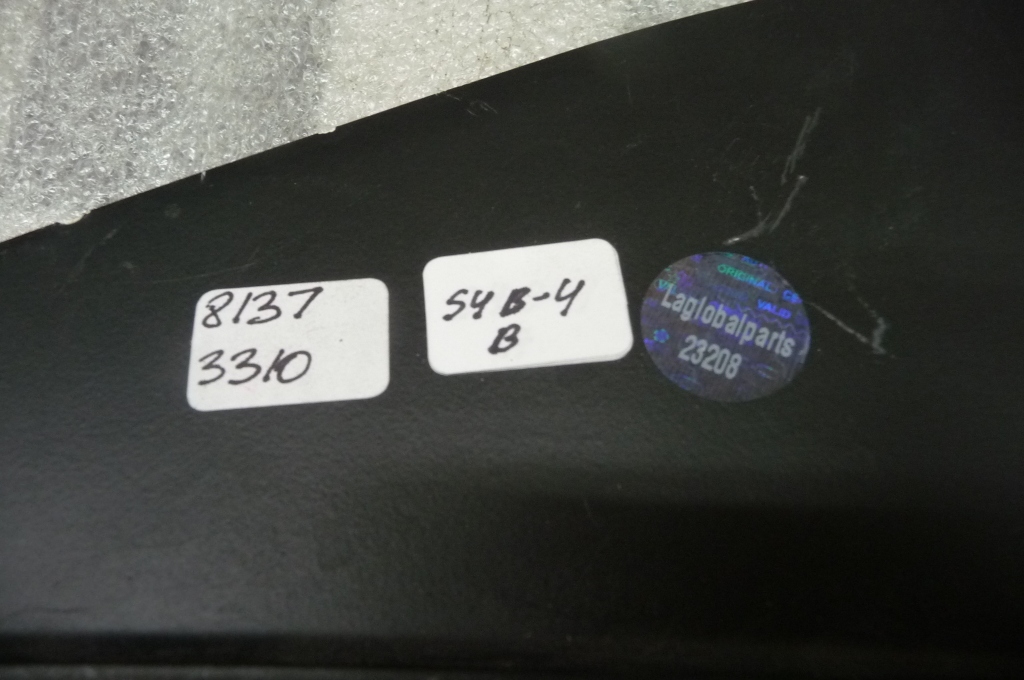 8137
3310
S4B-4
B
ORIGINAL
VALID
Laglobalparts
23208